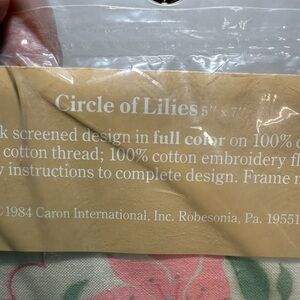 Circle of Lilies 5" x 7"
k screened design in full color on 100% c
cotton thread; 100% cotton embroidery fl
y instructions to complete design. Frame n
©1984 Caron International, Inc. Robesonia, Pa. 19551